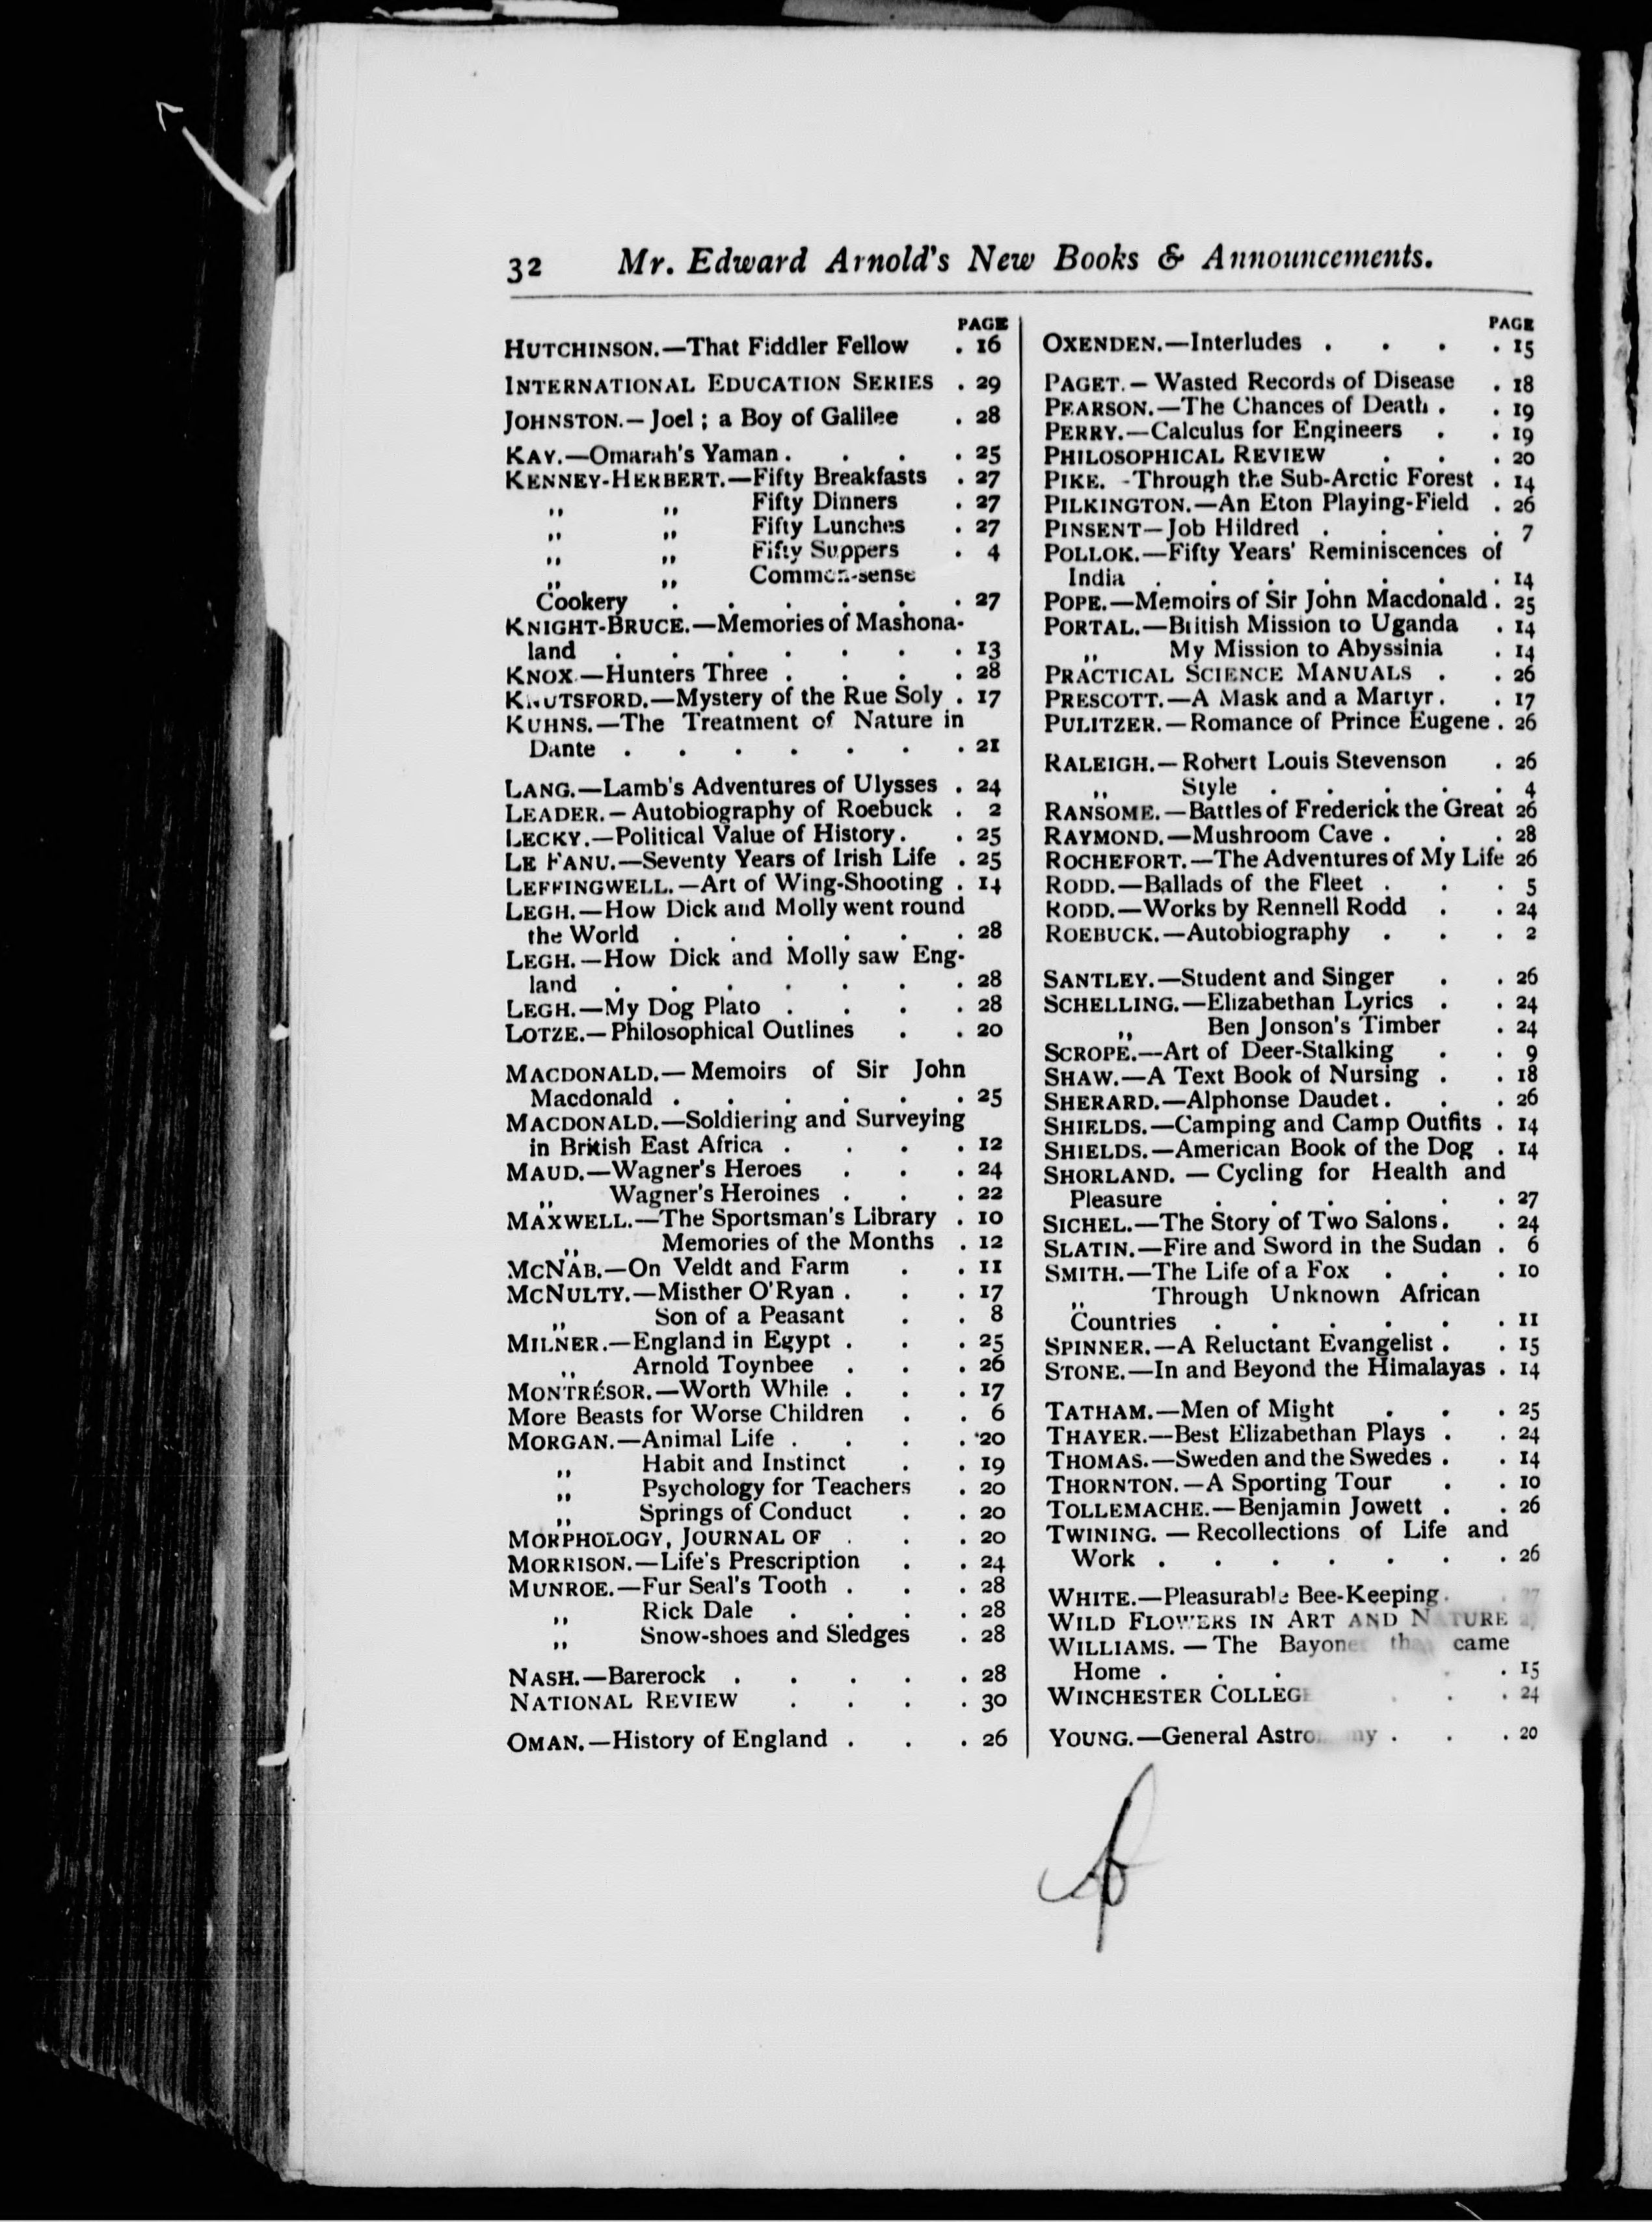 32 Mr. Edward Arnold's New Books & Announcements.
PAGE
HUTCHINSON.—That Fiddler Fellow . 16
INTERNATIONAL EDUCATION SERIES . 29
JOHNSTON.—Joel ; a Boy of Galilee . 28
KAY.—Omarah's Yaman . . . . 25
KENNEY-HERBERT.—Fifty Breakfasts . 27
„ „ Fifty Dinners . 27
„ „ Fifty Lunches . 27
„ „ Fifty Suppers . 4
„ „ Common-sense
Cookery . . . . . . 27
KNIGHT-BRUCE.—Memories of Mashona-
land . . . . . . . 13
KNOX.—Hunters Three . . . . 28
KNUTSFORD.—Mystery of the Rue Soly . 17
KUHNS.—The Treatment of Nature in
Dante . . . . . . . 21
LANG.—Lamb's Adventures of Ulysses . 24
LEADER.—Autobiography of Roebuck . 2
LECKY.—Political Value of History . . 25
LE FANU.—Seventy Years of Irish Life . 25
LEFFINGWELL.—Art of Wing-Shooting . 14
LEGH.—How Dick and Molly went round
the World . . . . . . 28
LEGH.—How Dick and Molly saw Eng-
land . . . . . . . 28
LEGH.—My Dog Plato . . . . 28
LOTZE.—Philosophical Outlines . . 20
MACDONALD.—Memoirs of Sir John
Macdonald . . . . . . 25
MACDONALD.—Soldiering and Surveying
in British East Africa . . . . 12
MAUD.—Wagner's Heroes . . . 24
„ Wagner's Heroines . . . 22
MAXWELL.—The Sportsman's Library . 10
„ Memories of the Months . 12
MCNAB.—On Veldt and Farm . . 11
MCNULTY.—Misther O'Ryan . . . 17
„ Son of a Peasant . . 8
MILNER.—England in Egypt . . . 25
„ Arnold Toynbee . . . 26
MONTRÉSOR.—Worth While . . . 17
More Beasts for Worse Children . . 6
MORGAN.—Animal Life . . . . 20
„ Habit and Instinct . . 19
„ Psychology for Teachers . 20
„ Springs of Conduct . . 20
MORPHOLOGY, JOURNAL OF . . . 20
MORRISON.—Life's Prescription . . 24
MUNROE.—Fur Seal's Tooth . . . 28
„ Rick Dale . . . . 28
„ Snow-shoes and Sledges . 28
NASH.—Barerock . . . . . 28
NATIONAL REVIEW . . . . 30
OMAN.—History of England . . . 26
PAGE
OXENDEN.—Interludes . . . . 15
PAGET.—Wasted Records of Disease . 18
PEARSON.—The Chances of Death . . 19
PERRY.—Calculus for Engineers . . 19
PHILOSOPHICAL REVIEW . . . 20
PIKE. -Through the Sub-Arctic Forest . 14
PILKINGTON.—An Eton Playing-Field . 26
PINSENT—Job Hildred . . . . 7
POLLOK.—Fifty Years' Reminiscences of
India . . . . . . . 14
POPE.—Memoirs of Sir John Macdonald . 25
PORTAL.—British Mission to Uganda . 14
„ My Mission to Abyssinia . 14
PRACTICAL SCIENCE MANUALS . . 26
PRESCOTT.—A Mask and a Martyr . . 17
PULITZER.—Romance of Prince Eugene . 26
RALEIGH.—Robert Louis Stevenson . 26
„ Style . . . . . 4
RANSOME.—Battles of Frederick the Great 26
RAYMOND.—Mushroom Cave . . . 28
ROCHEFORT.—The Adventures of My Life 26
RODD.—Ballads of the Fleet . . . 5
RODD.—Works by Rennell Rodd . . 24
ROEBUCK.—Autobiography . . . 2
SANTLEY.—Student and Singer . . 26
SCHELLING.—Elizabethan Lyrics . . 24
„ Ben Jonson's Timber . 24
SCROPE.—Art of Deer-Stalking . . 9
SHAW.—A Text Book of Nursing . . 18
SHERARD.—Alphonse Daudet . . . 26
SHIELDS.—Camping and Camp Outfits . 14
SHIELDS.—American Book of the Dog . 14
SHORLAND.—Cycling for Health and
Pleasure . . . . . . 27
SICHEL.—The Story of Two Salons . . 24
SLATIN.—Fire and Sword in the Sudan . 6
SMITH.—The Life of a Fox . . . 10
„ Through Unknown African
Countries . . . . . . 11
SPINNER.—A Reluctant Evangelist . . 15
STONE.—In and Beyond the Himalayas . 14
TATHAM.—Men of Might . . . 25
THAYER.—Best Elizabethan Plays . . 24
THOMAS.—Sweden and the Swedes . . 14
THORNTON.—A Sporting Tour . . 10
TOLLEMACHE.—Benjamin Jowett . . 26
TWINING.—Recollections of Life and
Work . . . . . . . 26
WHITE.—Pleasurable Bee-Keeping .
WILD FLOWERS IN ART AND NATURE
WILLIAMS.—The Bayonet that came
Home . . . . . 15
WINCHESTER COLLEGE . . . 24
YOUNG.—General Astronomy . . . 20